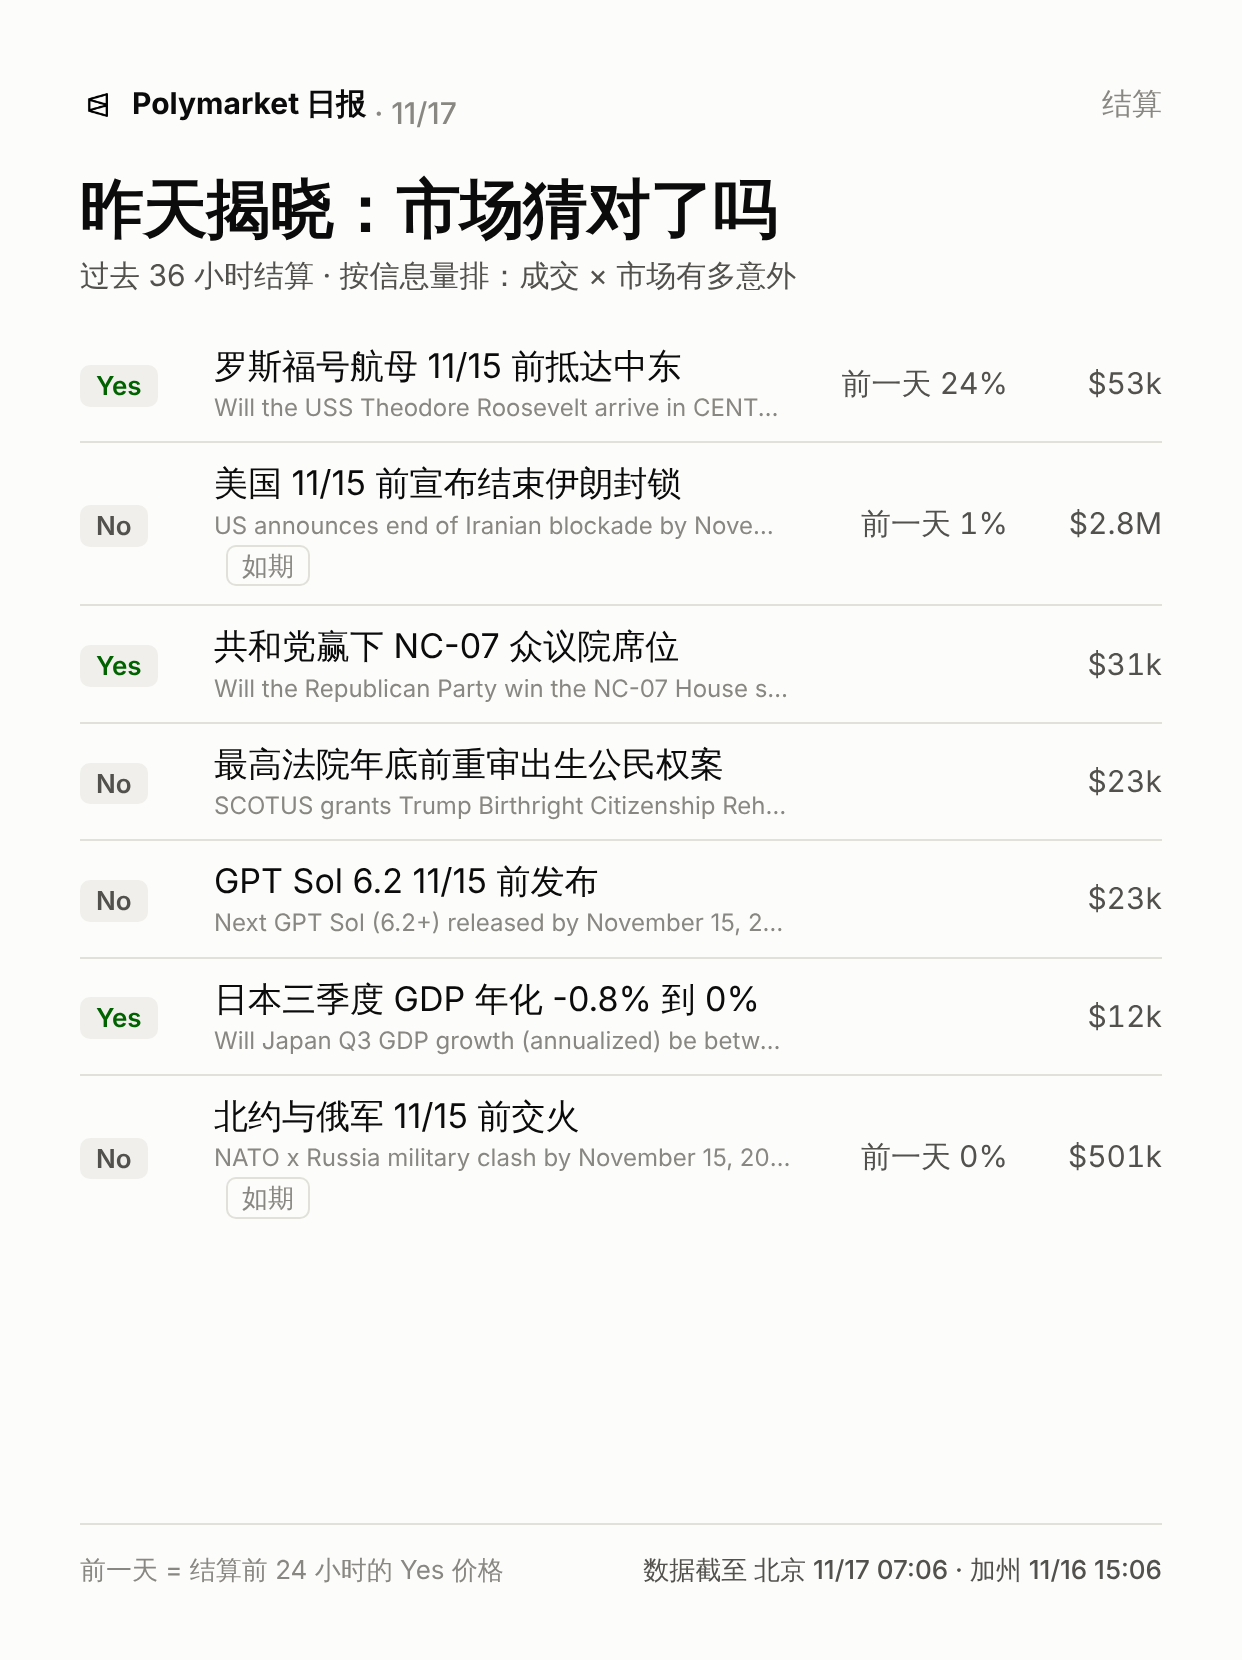 Polymarket 日报 · 11/17
结算
昨天揭晓：市场猜对了吗
过去 36 小时结算 · 按信息量排：成交 × 市场有多意外
Yes
罗斯福号航母 11/15 前抵达中东
Will the USS Theodore Roosevelt arrive in CENT...
前一天 24%
$53k
No
美国 11/15 前宣布结束伊朗封锁
US announces end of Iranian blockade by Nove...
如期
前一天 1%
$2.8M
Yes
共和党赢下 NC-07 众议院席位
Will the Republican Party win the NC-07 House s...
$31k
No
最高法院年底前重审出生公民权案
SCOTUS grants Trump Birthright Citizenship Reh...
$23k
No
GPT Sol 6.2 11/15 前发布
Next GPT Sol (6.2+) released by November 15, 2...
$23k
Yes
日本三季度 GDP 年化 -0.8% 到 0%
Will Japan Q3 GDP growth (annualized) be betw...
$12k
No
北约与俄军 11/15 前交火
NATO x Russia military clash by November 15, 20...
如期
前一天 0%
$501k
前一天 = 结算前 24 小时的 Yes 价格
数据截至 北京 11/17 07:06 · 加州 11/16 15:06